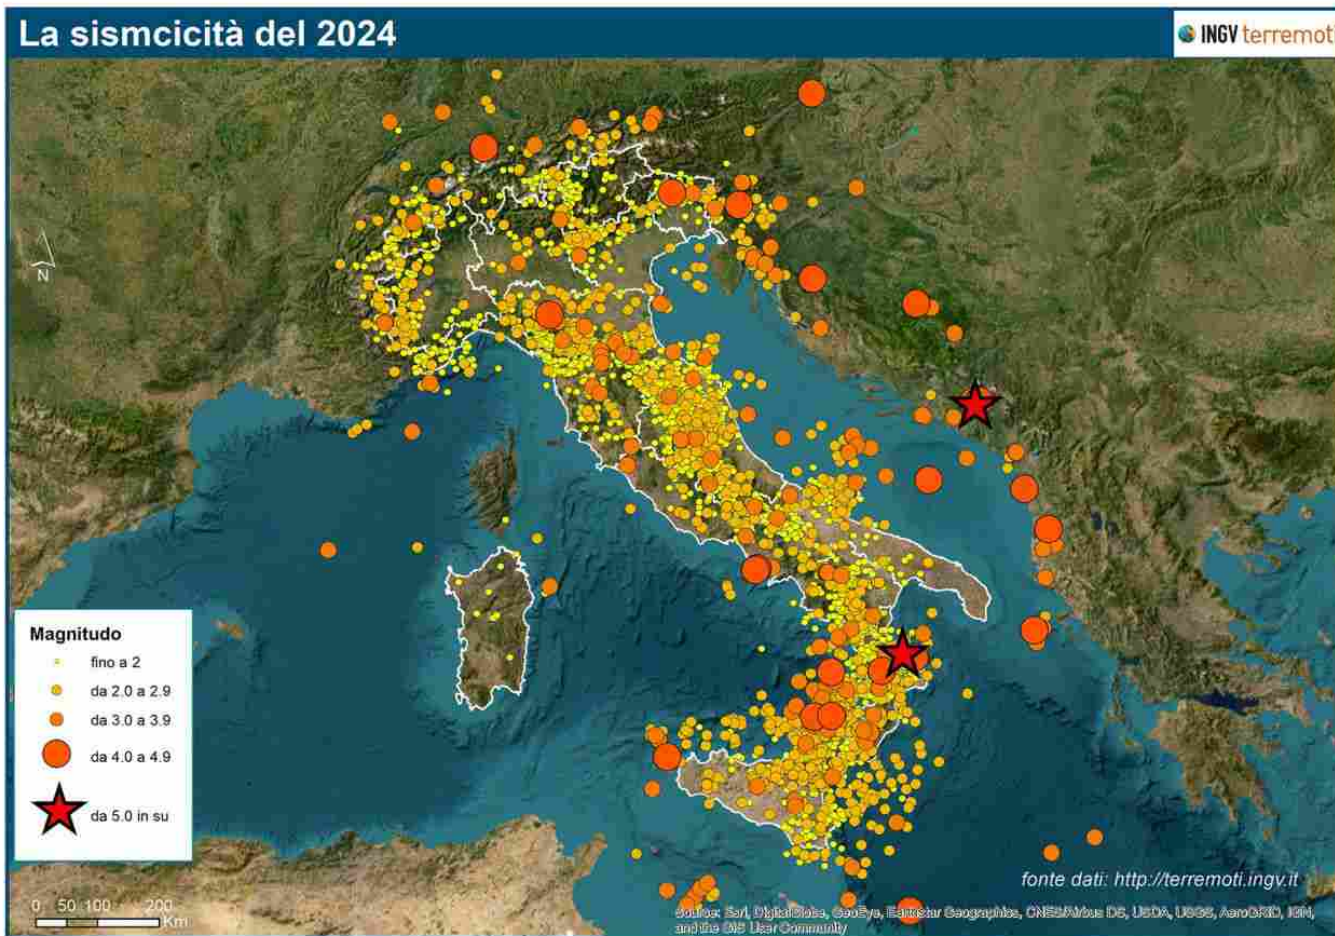 La sismcicità del 2024
INGV terremoti
N
Magnitudo
fino a 2
da 2.0 a 2.9
da 3.0 a 3.9
da 4.0 a 4.9
da 5.0 in su
fonte dati: http://terremoti.ingv.it
0 50 100 200
Km
Source: Esri, DigitalGlobe, GeoEye, Earthstar Geographics, CNES/Airbus DS, USDA, USGS, AeroGRID, IGN,
and the GIS User Community